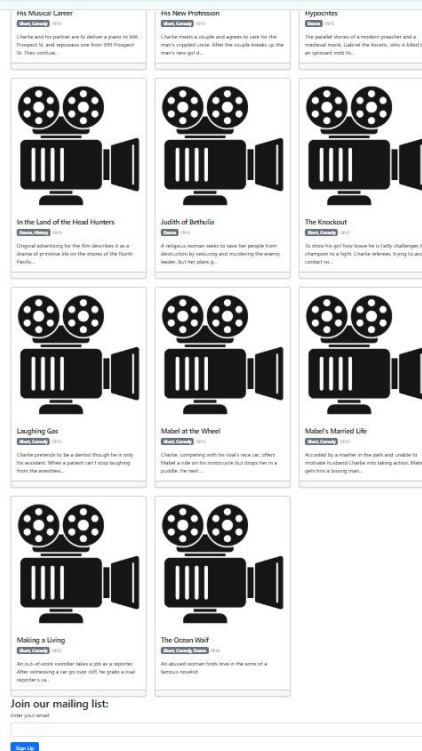 His Musical Career
Short, Comedy 1914
Charlie and his partner are to deliver a piano to 666
Prospect St. and repossess one from 999 Prospect
St. They confuse...
His New Profession
Short, Comedy 1914
Charlie meets a couple and agrees to care for the
man's crippled uncle. After the couple breaks up the
man's new girl d...
Hypocrites
Drama 1915
The parallel stories of a modern preacher and a
medieval monk, Gabriel the Ascetic, who is killed b
an ignorant mob fo...
In the Land of the Head Hunters
Drama, History 1914
Original advertising for the film describes it as a
drama of primitive life on the shores of the North
Pacific...
Judith of Bethulia
Drama 1914
A religious woman seeks to save her people from
destruction by seducing and murdering the enemy
leader, but her plans g...
The Knockout
Short, Comedy 1914
To show his girl how brave he is Fatty challenges t
champion to a fight. Charlie referees, trying to avo
contact wi...
Laughing Gas
Short, Comedy 1914
Charlie pretends to be a dentist though he is only
his assistant. When a patient can't stop laughing
from the anesthes...
Mabel at the Wheel
Short, Comedy 1914
Charlie, competing with his rival's race car, offers
Mabel a ride on his motorcycle but drops her in a
puddle. He next ...
Mabel's Married Life
Short, Comedy 1914
Accosted by a masher in the park and unable to
motivate husband Charlie into taking action, Mab
gets him a boxing man...
Making a Living
Short, Comedy 1914
An out-of-work swindler takes a job as a reporter.
After witnessing a car go over cliff, he grabs a rival
reporter's ca...
The Ocean Waif
Short, Comedy, Drama 1916
An abused woman finds love in the arms of a
famous novelist.
Join our mailing list:
Enter your email:
Sign Up